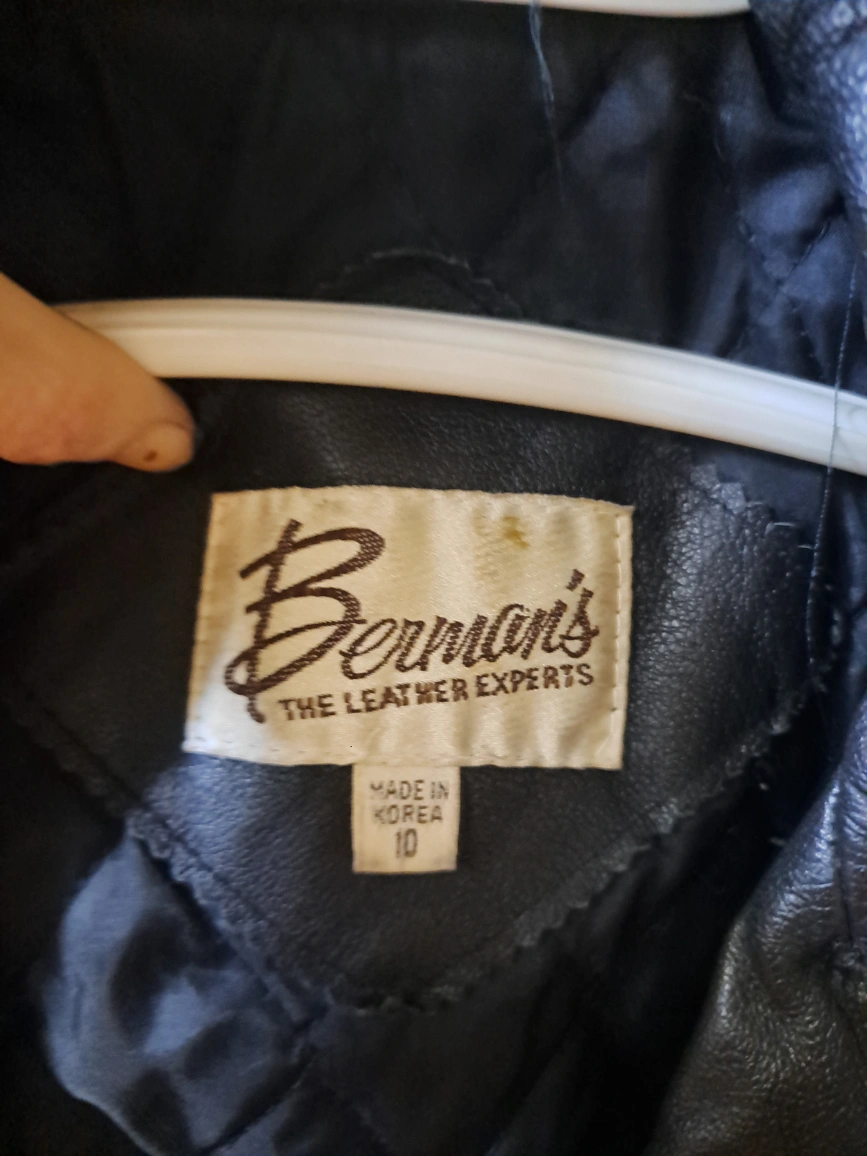 Berman's
THE LEATHER EXPERTS
MADE IN
KOREA
10